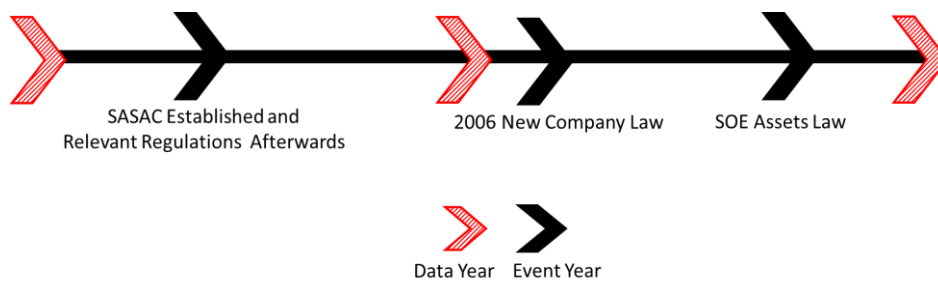 SASAC Established and
Relevant Regulations Afterwards
2006 New Company Law
SOE Assets Law
Data Year
Event Year